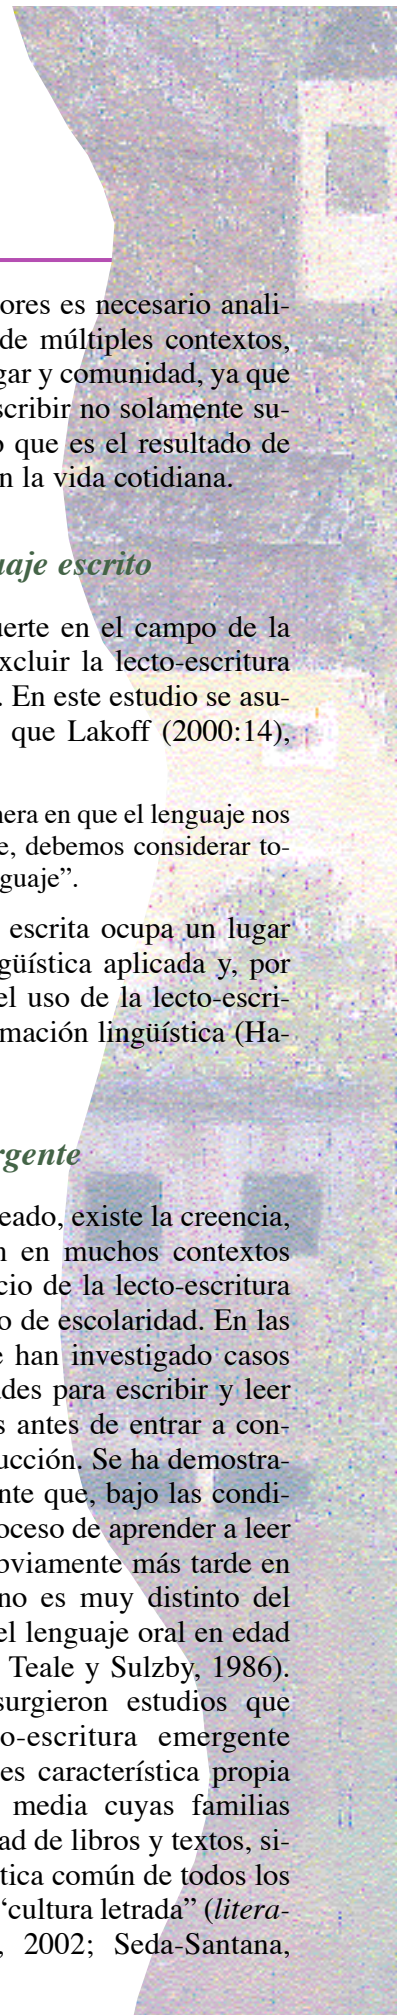 ores es necesario anali-
de múltiples contextos,
gar y comunidad, ya que
scribir no solamente su-
o que es el resultado de
n la vida cotidiana.
uaje escrito
uerte en el campo de la
xcluir la lecto-escritura
. En este estudio se asu-
que Lakoff (2000:14),
nera en que el lenguaje nos
e, debemos considerar to-
guaje”.
escrita ocupa un lugar
güística aplicada y, por
el uso de la lecto-escri-
mación lingüística (Ha-
rgente
eado, existe la creencia,
n en muchos contextos
cio de la lecto-escritura
o de escolaridad. En las
e han investigado casos
ades para escribir y leer
s antes de entrar a con-
ucción. Se ha demostra-
nte que, bajo las condi-
oceso de aprender a leer
bviamente más tarde en
no es muy distinto del
el lenguaje oral en edad
Teale y Sulzby, 1986).
surgieron estudios que
o-escritura emergente
es característica propia
media cuyas familias
ad de libros y textos, si-
tica común de todos los
“cultura letrada” (litera-
, 2002; Seda-Santana,